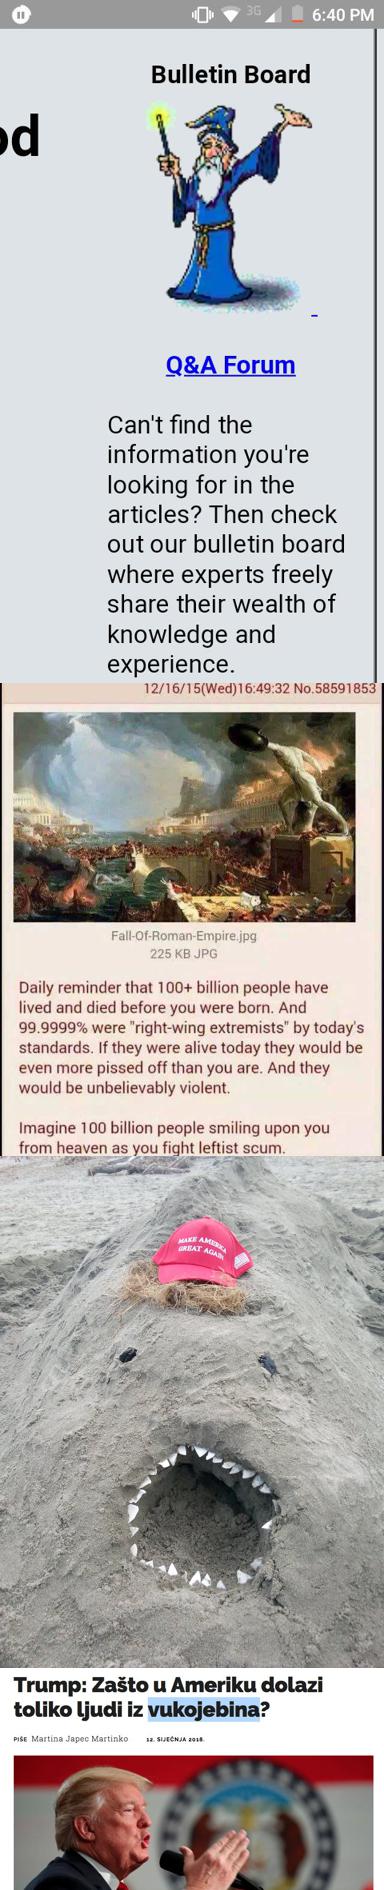 3G 6:40 PM
Bulletin Board
od
Q&A Forum
Can't find the
information you're
looking for in the
articles? Then check
out our bulletin board
where experts freely
share their wealth of
knowledge and
experience.
12/16/15(Wed)16:49:32 No.58591853
Fall-Of-Roman-Empire.jpg
225 KB JPG
Daily reminder that 100+ billion people have
lived and died before you were born. And
99.9999% were "right-wing extremists" by today's
standards. If they were alive today they would be
even more pissed off than you are. And they
would be unbelievably violent.
Imagine 100 billion people smiling upon you
from heaven as you fight leftist scum.
MAKE AMERICA
GREAT AGAIN
Trump: Zašto u Ameriku dolazi
toliko ljudi iz vukojebina?
PIŠE Martina Japec Martinko 12. SIJEČNJA 2018.